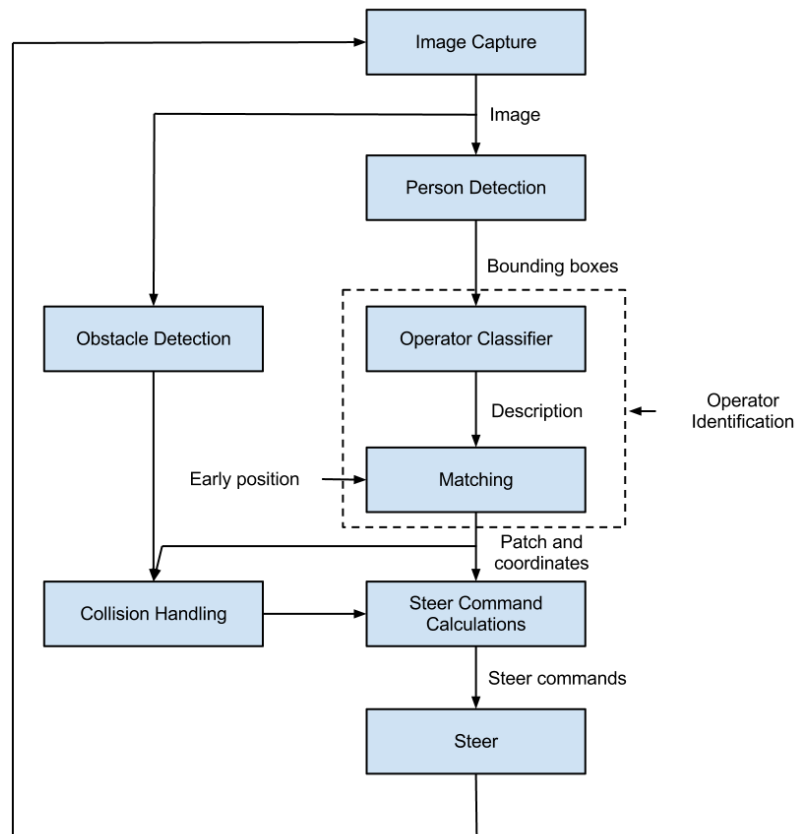 Image Capture
Image
Person Detection
Bounding boxes
Obstacle Detection
Operator Classifier
Operator
Identification
Description
Early position
Matching
Patch and
coordinates
Collision Handling
Steer Command
Calculations
Steer commands
Steer